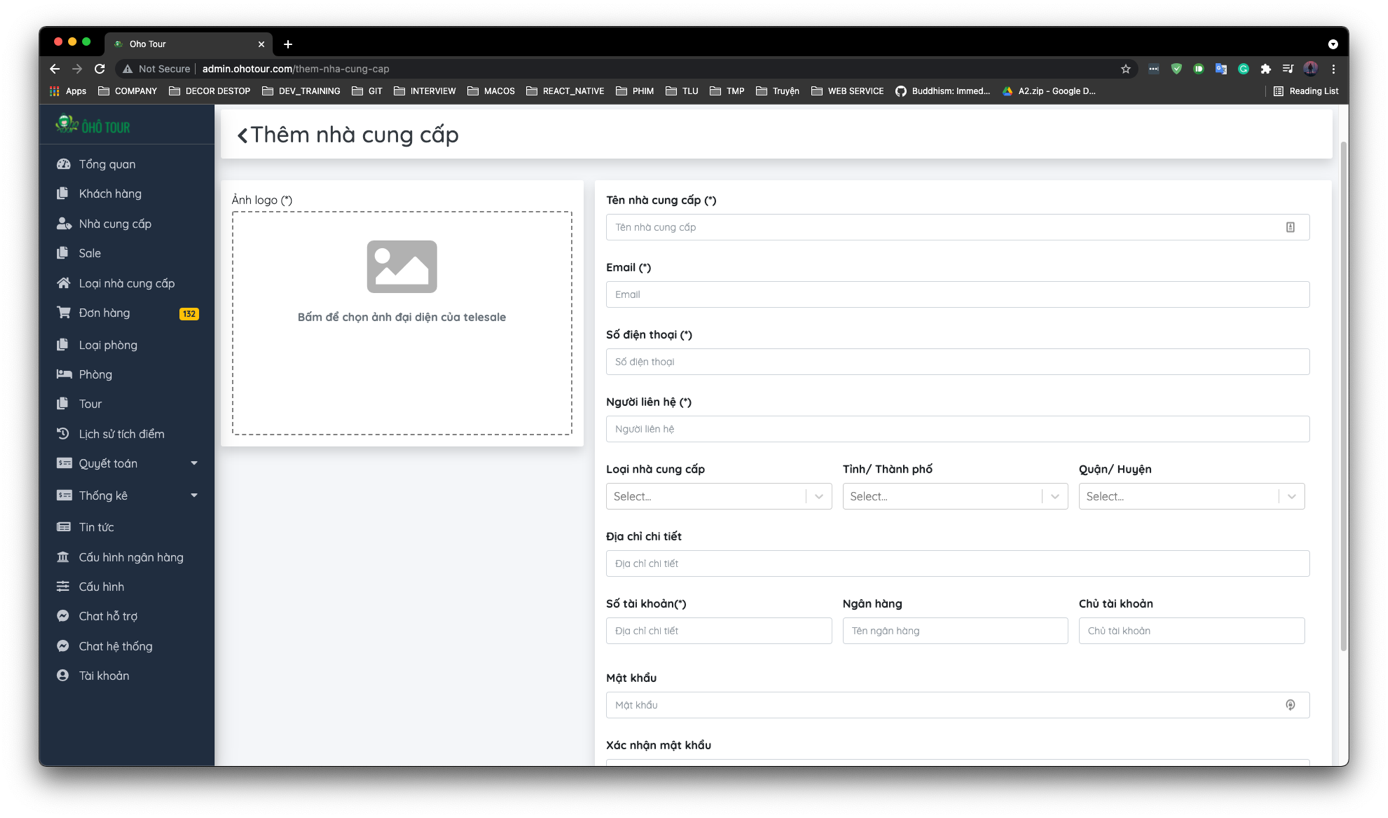 Oho Tour
Not Secure
admin.ohotour.com/them-nha-cung-cap
Apps COMPANY DECOR DESTOP DEV_TRAINING GIT INTERVIEW MACOS REACT_NATIVE PHIM TLU TMP Truyện WEB SERVICE Buddhism: Immed... A2.zip - Google D... Reading List
ÔHÔ TOUR
Tổng quan
Khách hàng
Nhà cung cấp
Sale
Loại nhà cung cấp
Đơn hàng 132
Loại phòng
Phòng
Tour
Lịch sử tích điểm
Quyết toán
Thống kê
Tin tức
Cấu hình ngân hàng
Cấu hình
Chat hỗ trợ
Chat hệ thống
Tài khoản
Thêm nhà cung cấp
Ảnh logo (*)
Bấm để chọn ảnh đại diện của telesale
Tên nhà cung cấp (*)
Tên nhà cung cấp
Email (*)
Email
Số điện thoại (*)
Số điện thoại
Người liên hệ (*)
Người liên hệ
Loại nhà cung cấp Tỉnh/ Thành phố Quận/ Huyện
Select... Select... Select...
Địa chỉ chi tiết
Địa chỉ chi tiết
Số tài khoản(*) Ngân hàng Chủ tài khoản
Địa chỉ chi tiết Tên ngân hàng Chủ tài khoản
Mật khẩu
Mật khẩu
Xác nhận mật khẩu